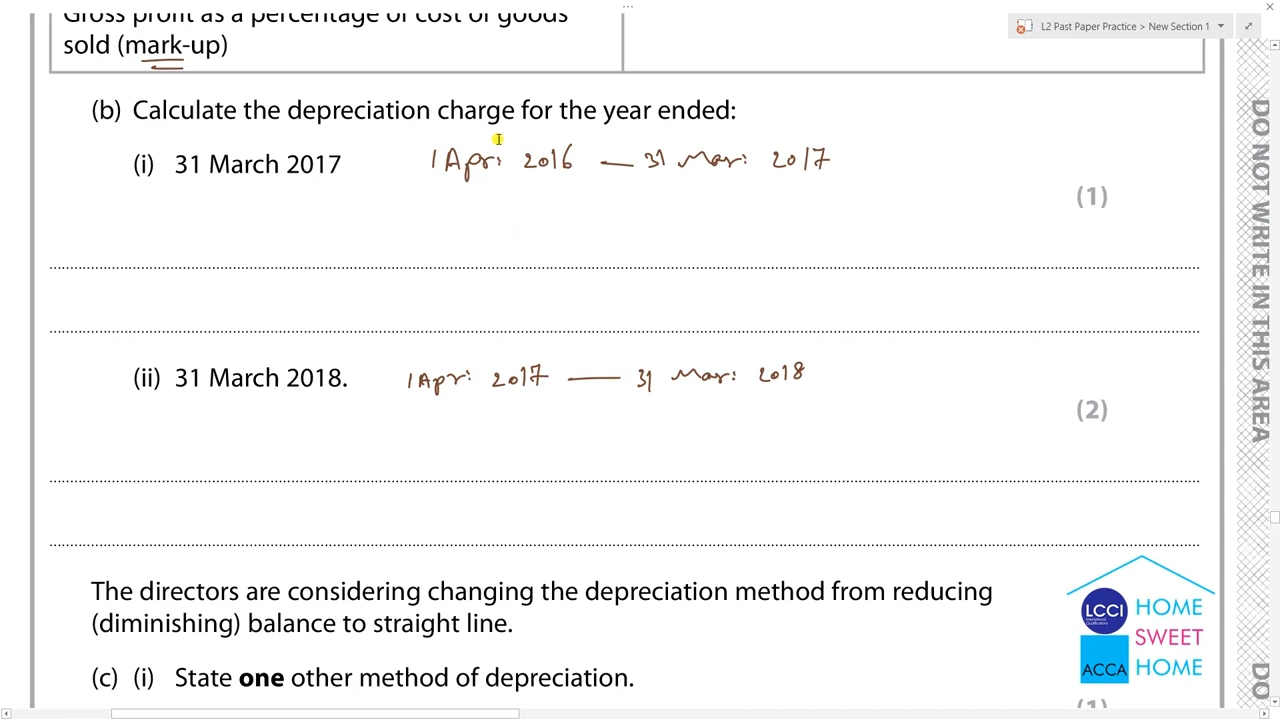 L2 Past Paper Practice > New Section 1
Gross profit as a percentage of cost of goods
sold (mark-up)
(b) Calculate the depreciation charge for the year ended:
(i) 31 March 2017 1 Apr: 2016 — 31 Mar: 2017
(1)
(ii) 31 March 2018. 1 Apr: 2017 — 31 Mar: 2018
(2)
The directors are considering changing the depreciation method from reducing
(diminishing) balance to straight line.
(c) (i) State one other method of depreciation.
(1)
DO NOT WRITE IN THIS AREA
DO
LCCI
International Qualifications
ACCA
HOME
SWEET
HOME